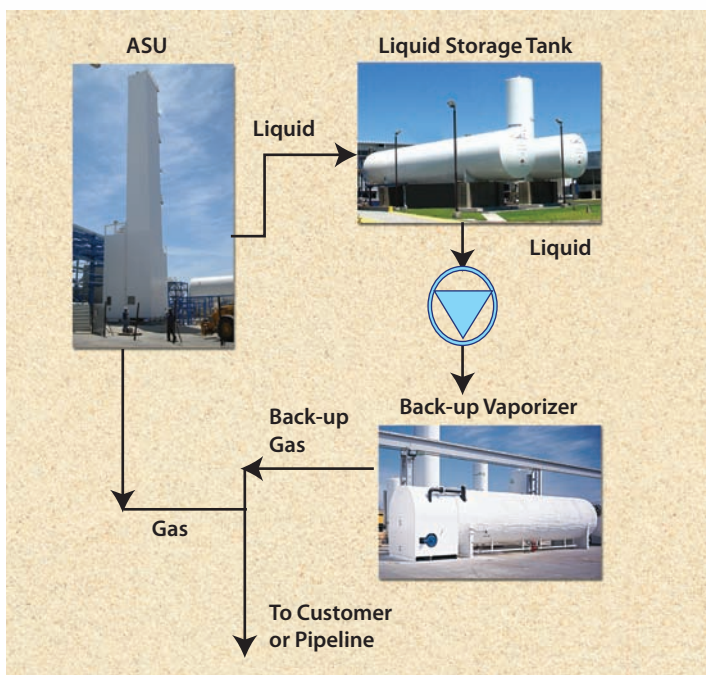 ASU
Liquid Storage Tank
Liquid
Liquid
Back-up Vaporizer
Back-up
Gas
Gas
To Customer
or Pipeline